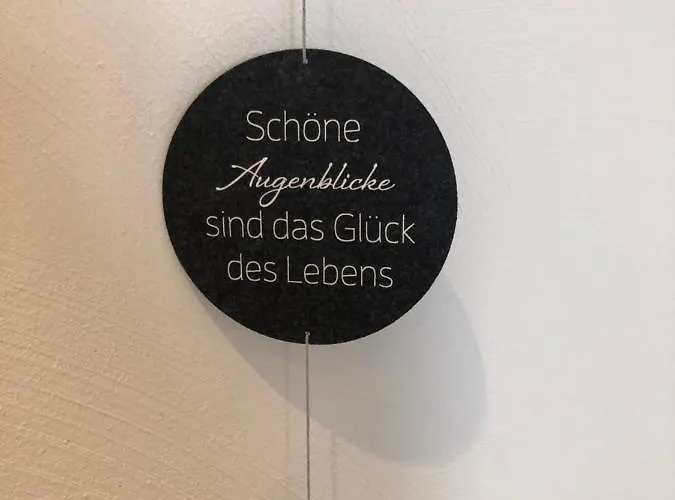 Schöne
Augenblicke
sind das Glück
des Lebens